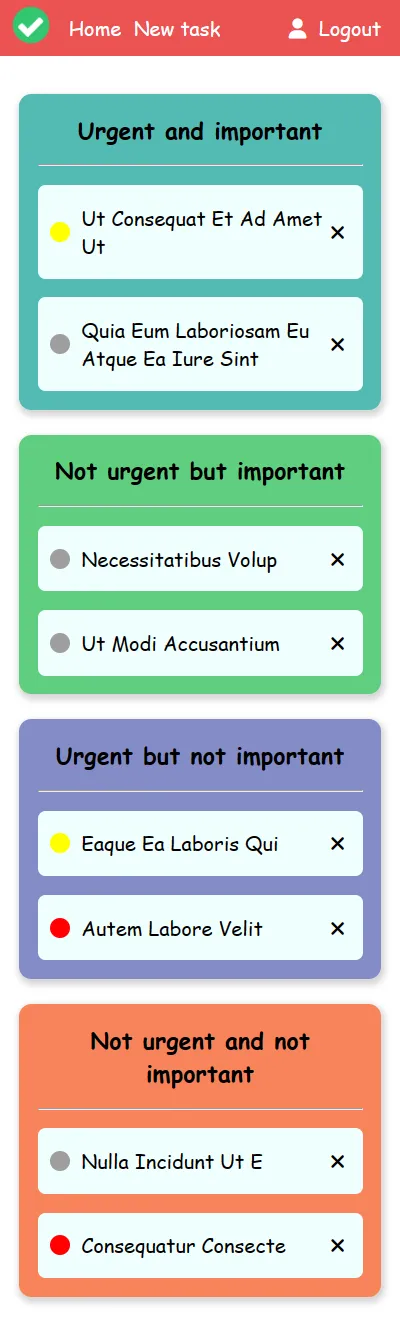 Home New task Logout
Urgent and important
Ut Consequat Et Ad Amet
Ut
Quia Eum Laboriosam Eu
Atque Ea Iure Sint
Not urgent but important
Necessitatibus Volup
Ut Modi Accusantium
Urgent but not important
Eaque Ea Laboris Qui
Autem Labore Velit
Not urgent and not
important
Nulla Incidunt Ut E
Consequatur Consecte